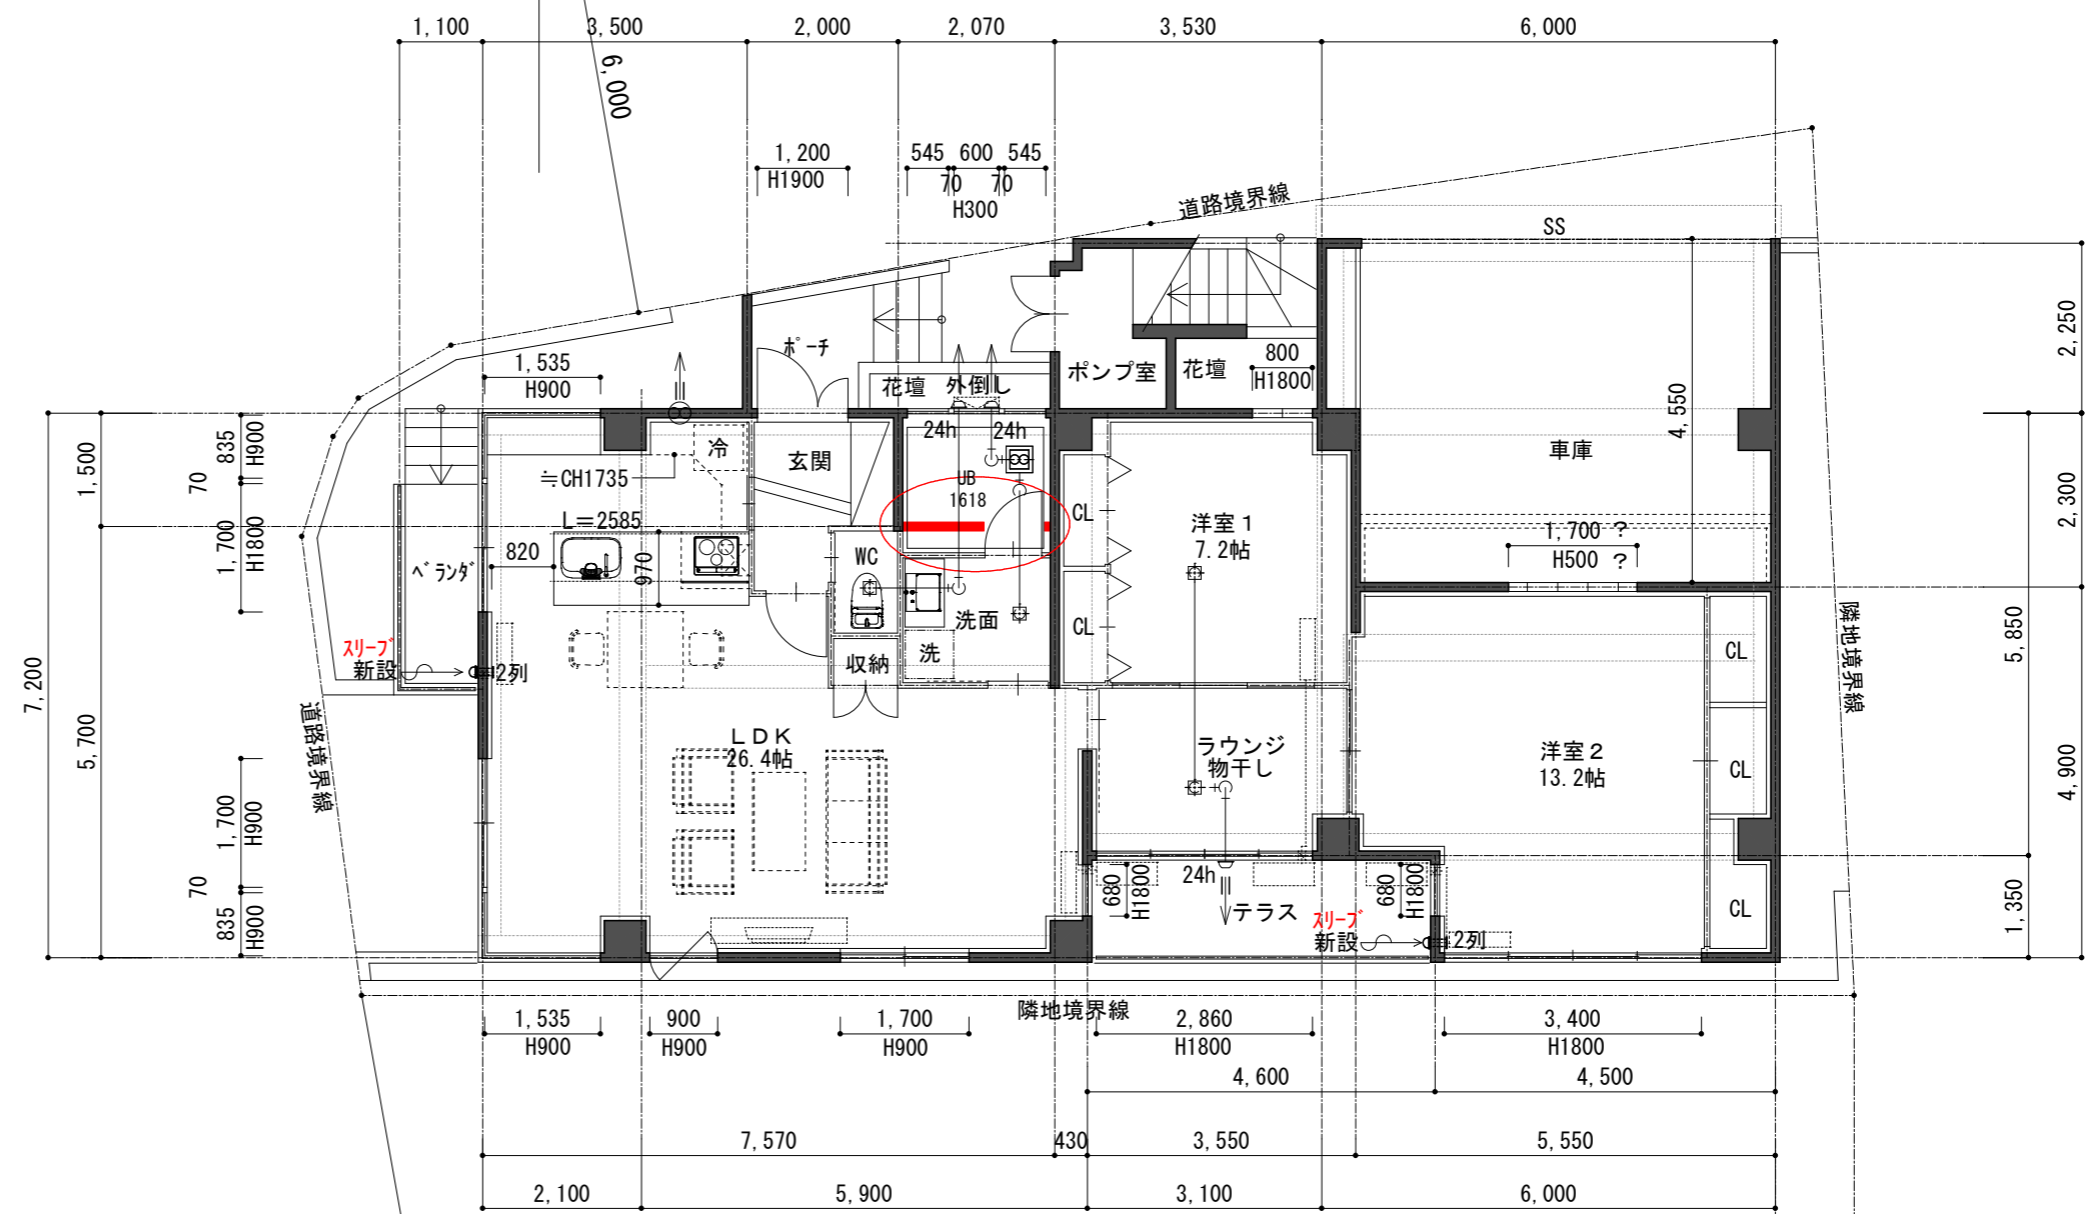 1,100
3,500
2,000
2,070
3,530
6,000
6,000
1,200
H1900
545
600
545
70
70
H300
道路境界線
SS
ポーチ
1,535
H900
花壇
外倒し
ポンプ室
花壇
800
H1800
4,550
2,250
24h
24h
冷
玄関
車庫
835
H900
1,500
70
≒CH1735
UB
1618
CL
洋室１
7.2帖
1,700 ?
H500 ?
2,300
L＝2585
820
970
WC
1,700
H1800
ベランダ
洗面
CL
5,850
隣地境界線
スリーブ
新設
2列
収納
洗
CL
7,200
5,700
道路境界線
ＬＤＫ
26.4帖
ラウンジ
物干し
洋室２
13.2帖
CL
4,900
1,700
H900
70
24h
680
H1800
680
H1800
テラス
スリーブ
新設
2列
CL
1,350
835
H900
隣地境界線
1,535
H900
900
H900
1,700
H900
2,860
H1800
3,400
H1800
4,600
4,500
7,570
430
3,550
5,550
2,100
5,900
3,100
6,000